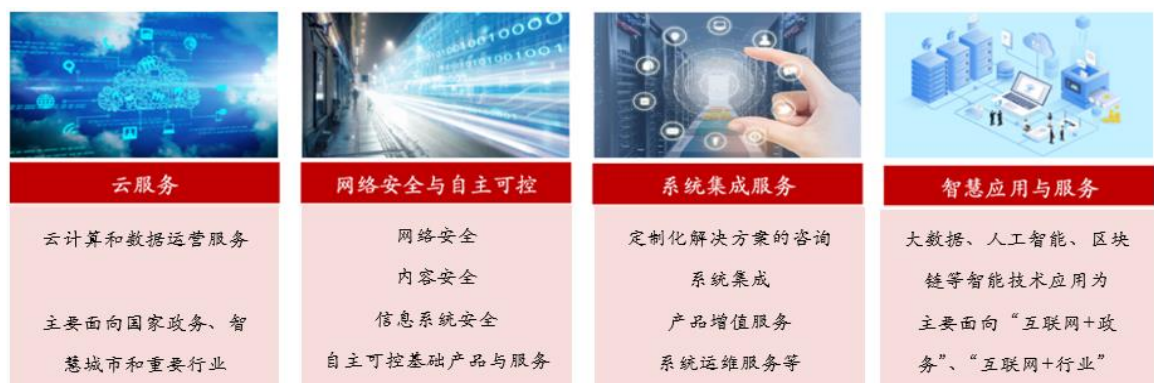 云服务
云计算和数据运营服务
主要面向国家政务、智
慧城市和重要行业
网络安全与自主可控
网络安全
内容安全
信息系统安全
自主可控基础产品与服务
系统集成服务
定制化解决方案的咨询
系统集成
产品增值服务
系统运维服务等
智慧应用与服务
大数据、人工智能、区块
链等智能技术应用为
主要面向“互联网+政
务”、“互联网+行业”